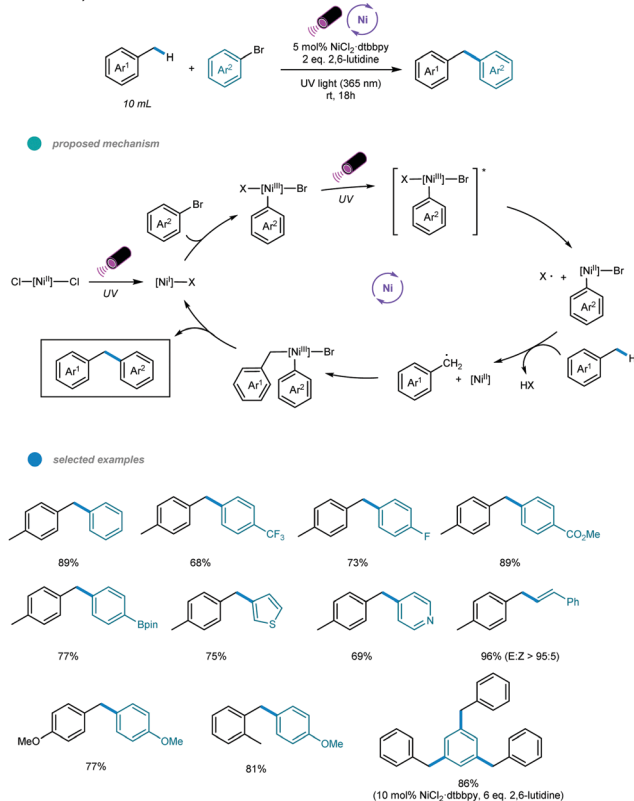 Ni
5 mol% NiCl2·dtbbpy
2 eq. 2,6-lutidine
UV light (365 nm)
rt, 18h
Ar1 H + Ar2 Br Ar1 Ar2
10 mL
proposed mechanism
X [NiIII] Br Ar2
UV
X [NiIII] Br Ar2 *
Br Ar2
Cl [NiII] Cl
UV
[NiI] X
Ni
X · + [NiII] Br Ar2
Ar1 Ar2
[NiIII] Br Ar1 Ar2
Ar1 ĊH2 + [NiII]
HX
Ar1 H
selected examples
CF3
F
CO2Me
89% 68% 73% 89%
Bpin
S
N
Ph
77% 75% 69% 96% (E:Z > 95:5)
MeO OMe
OMe
77% 81% 86%
(10 mol% NiCl2·dtbbpy, 6 eq. 2,6-lutidine)